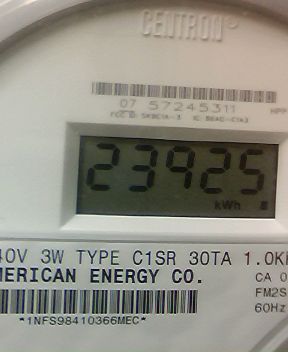 CENTRON
07 57245311
23925
kWh
40V 3W TYPE C1SR 30TA 1.0K
MERICAN ENERGY CO.
CA 0
FM2S
60Hz
*1NFS98410366MEC*